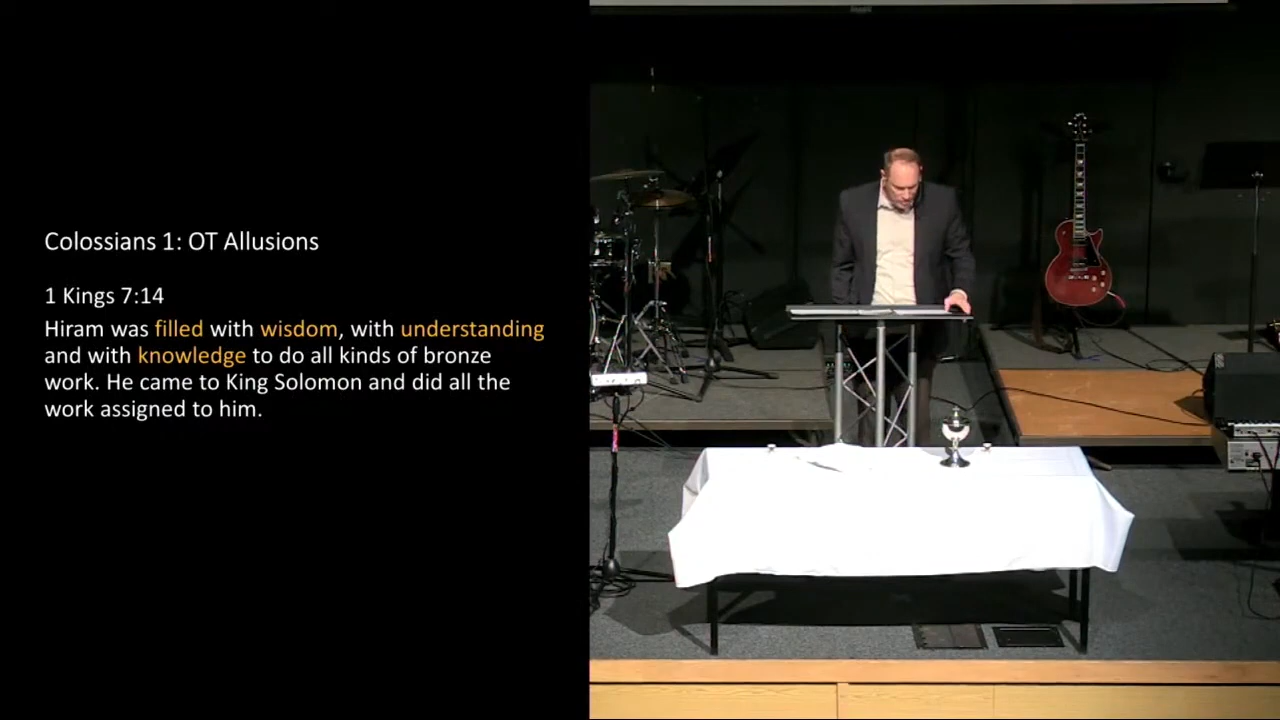 Colossians 1: OT Allusions
1 Kings 7:14
Hiram was filled with wisdom, with understanding
and with knowledge to do all kinds of bronze
work. He came to King Solomon and did all the
work assigned to him.